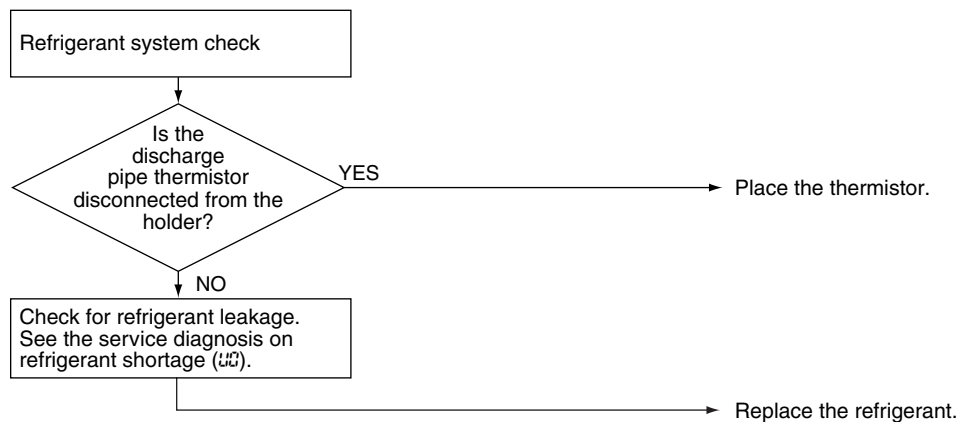 Refrigerant system check
Is the
discharge
pipe thermistor
disconnected from the
holder?
YES
Place the thermistor.
NO
Check for refrigerant leakage.
See the service diagnosis on
refrigerant shortage (U0).
Replace the refrigerant.